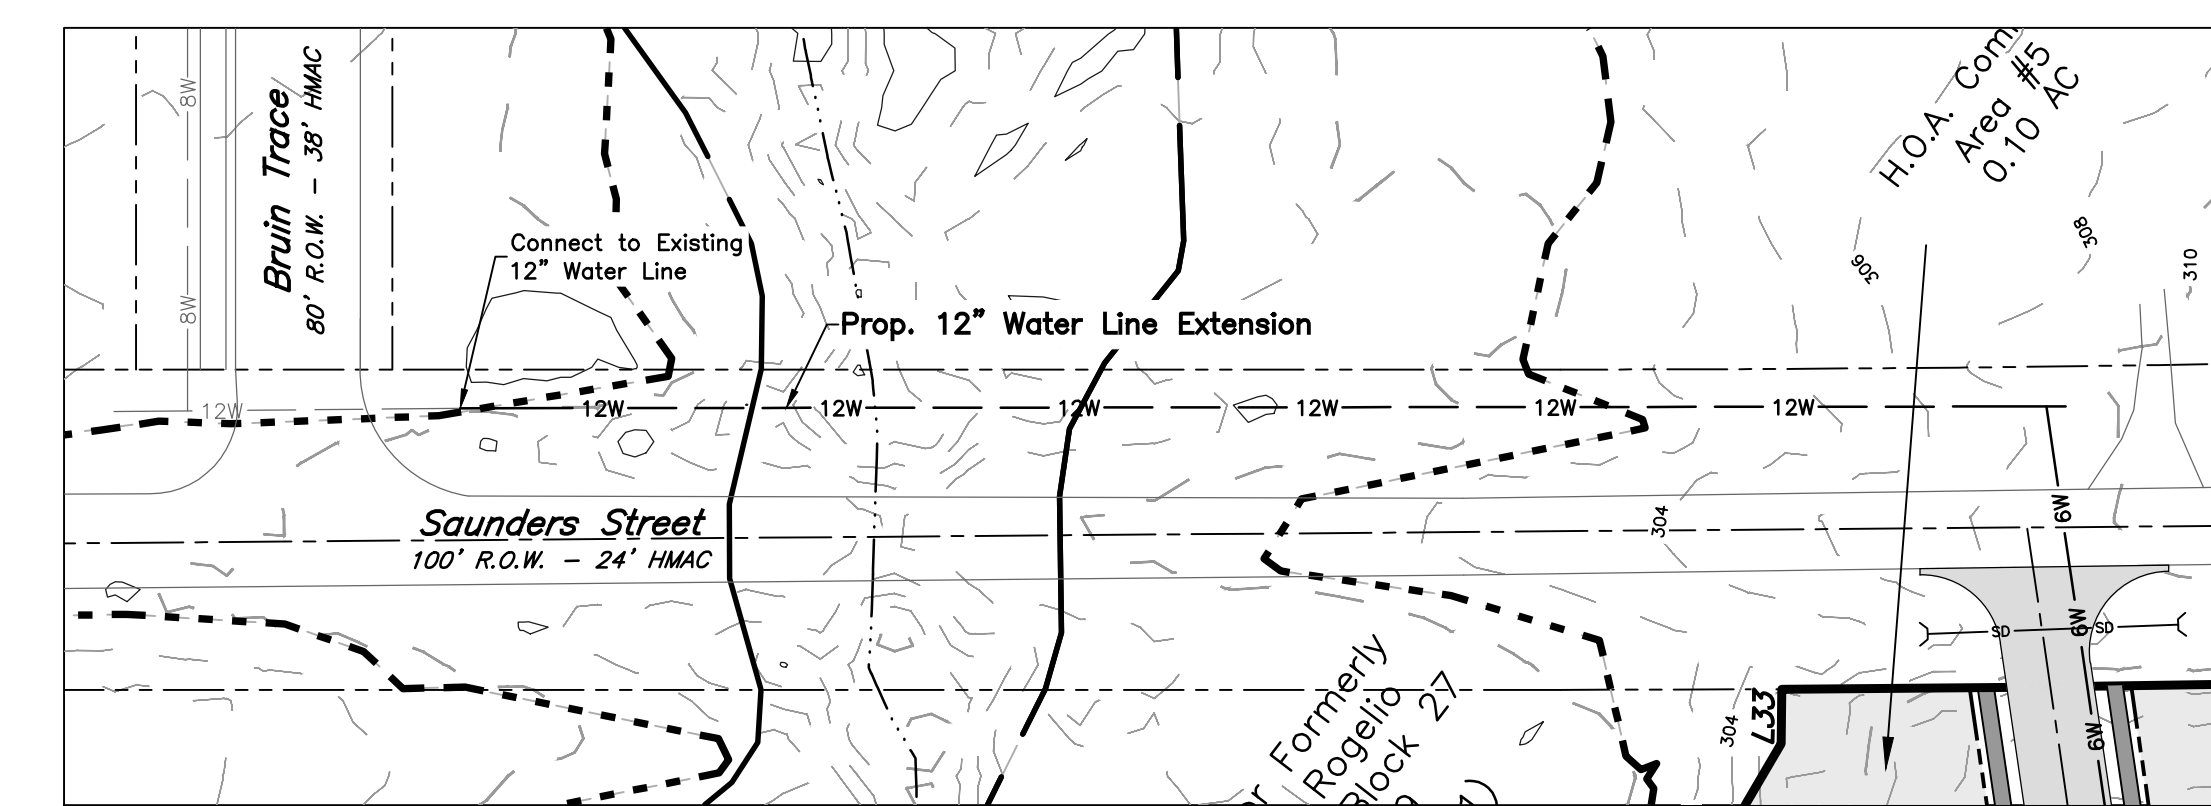 8W
8W
Bruin Trace
80' R.O.W. - 38' HMAC
Connect to Existing
12" Water Line
Prop. 12" Water Line Extension
H.O.A.
Area #5
0.10 AC
306
308
310
12W
12W
12W
12W
12W
12W
12W
Saunders Street
100' R.O.W. - 24' HMAC
304
6W
6W
6W
SD
SD
304
L33
Formerly
Rogelio
Block 27